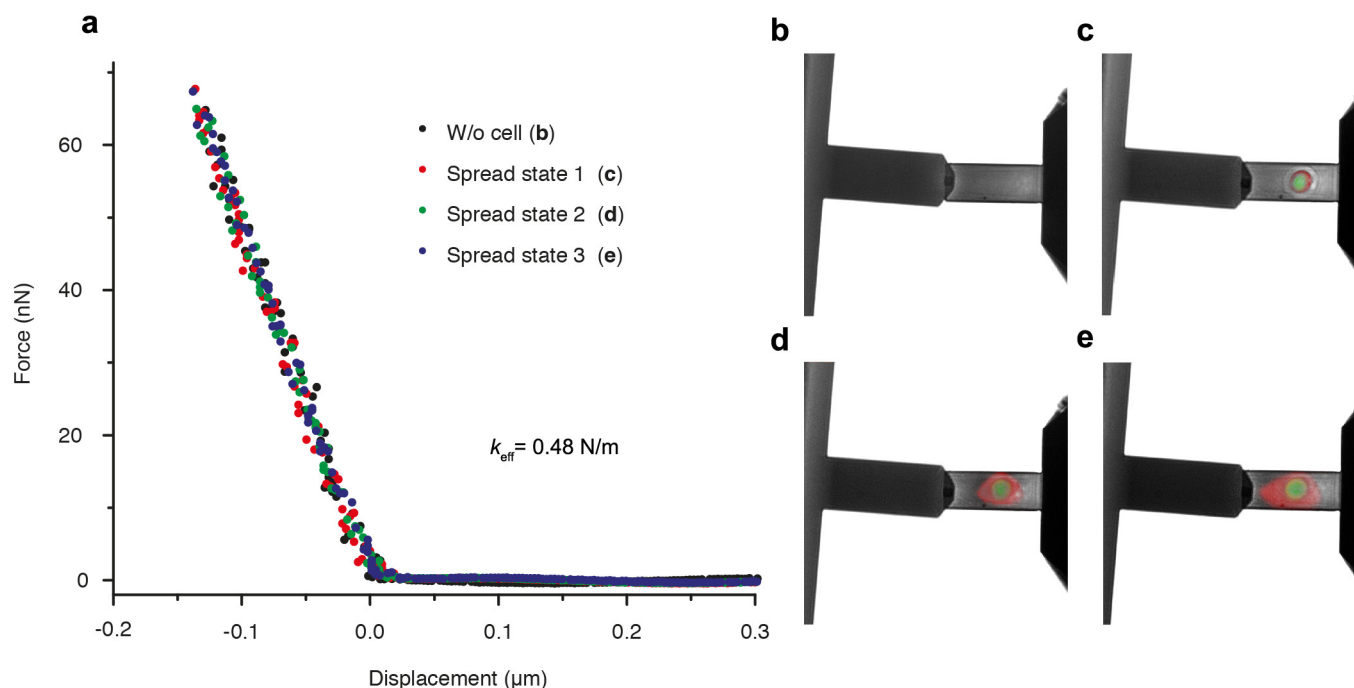 a
60
40
20
0
Force (nN)
-0.2
-0.1
0.0
0.1
0.2
0.3
Displacement (µm)
W/o cell (b)
Spread state 1 (c)
Spread state 2 (d)
Spread state 3 (e)
keff= 0.48 N/m
b
c
d
e